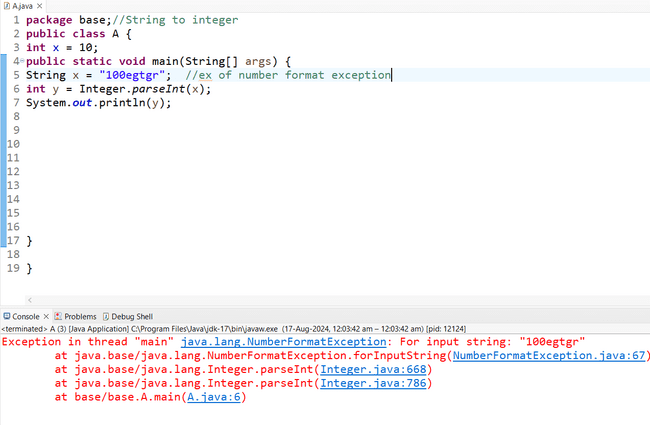 A.java
1 package base;//String to integer
2 public class A {
3 int x = 10;
4 public static void main(String[] args) {
5 String x = "100egtgr";  //ex of number format exception
6 int y = Integer.parseInt(x);
7 System.out.println(y);
8
9
10
11
12
13
14
15
16
17 }
18
19 }
Console Problems Debug Shell
<terminated> A (3) [Java Application] C:\Program Files\Java\jdk-17\bin\javaw.exe (17-Aug-2024, 12:03:42 am – 12:03:42 am) [pid: 12124]
Exception in thread "main" java.lang.NumberFormatException: For input string: "100egtgr"
at java.base/java.lang.NumberFormatException.forInputString(NumberFormatException.java:67)
at java.base/java.lang.Integer.parseInt(Integer.java:668)
at java.base/java.lang.Integer.parseInt(Integer.java:786)
at base/base.A.main(A.java:6)